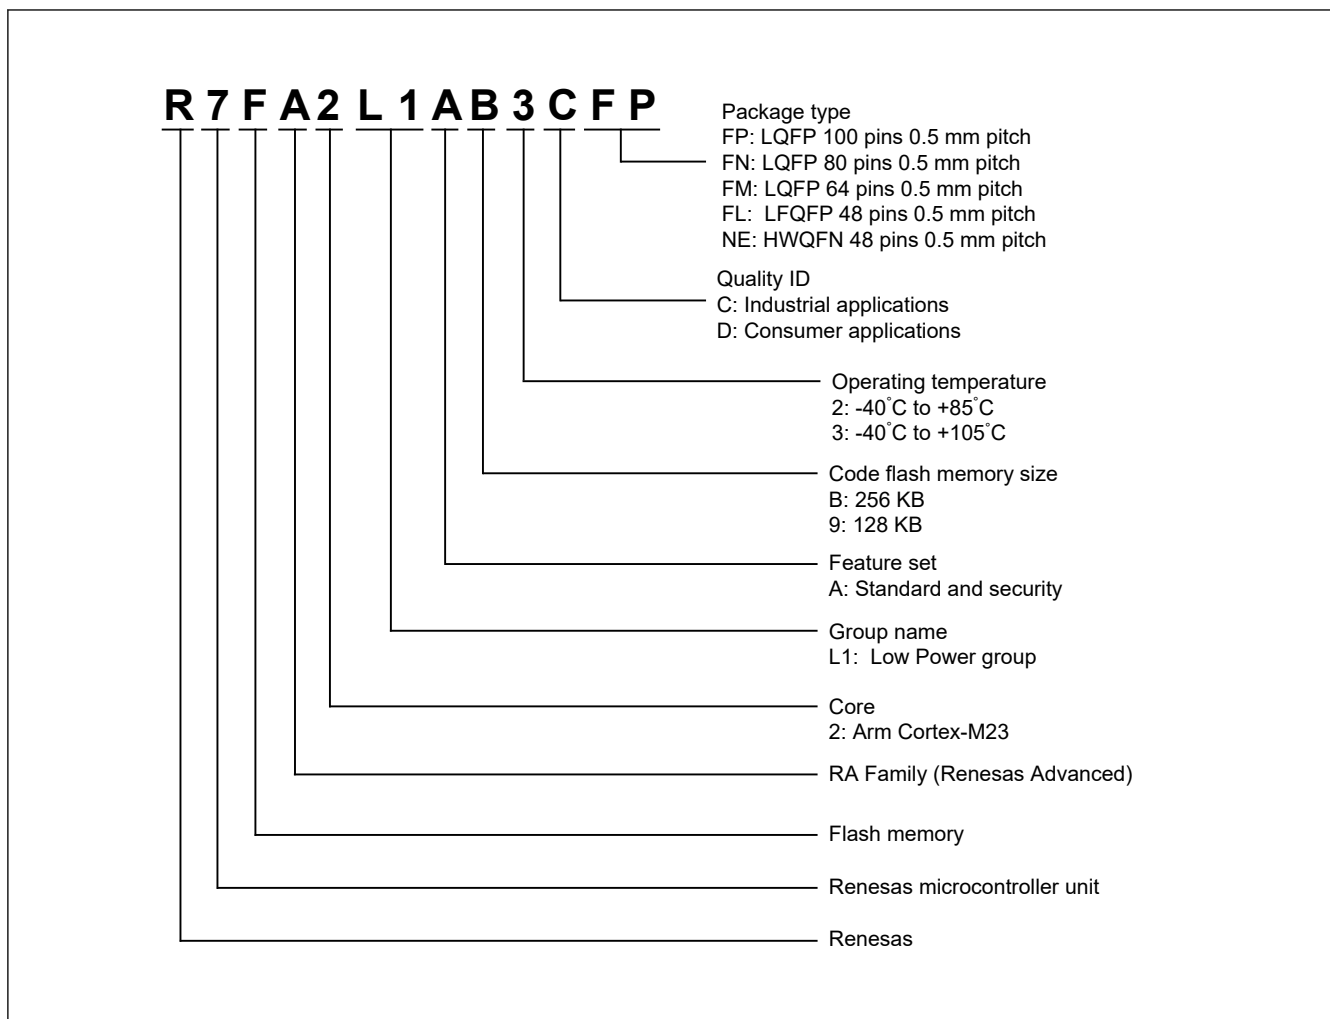 R 7 F A 2 L 1 A B 3 C F P
Package type
FP: LQFP 100 pins 0.5 mm pitch
FN: LQFP 80 pins 0.5 mm pitch
FM: LQFP 64 pins 0.5 mm pitch
FL: LFQFP 48 pins 0.5 mm pitch
NE: HWQFN 48 pins 0.5 mm pitch
Quality ID
C: Industrial applications
D: Consumer applications
Operating temperature
2: -40°C to +85°C
3: -40°C to +105°C
Code flash memory size
B: 256 KB
9: 128 KB
Feature set
A: Standard and security
Group name
L1: Low Power group
Core
2: Arm Cortex-M23
RA Family (Renesas Advanced)
Flash memory
Renesas microcontroller unit
Renesas